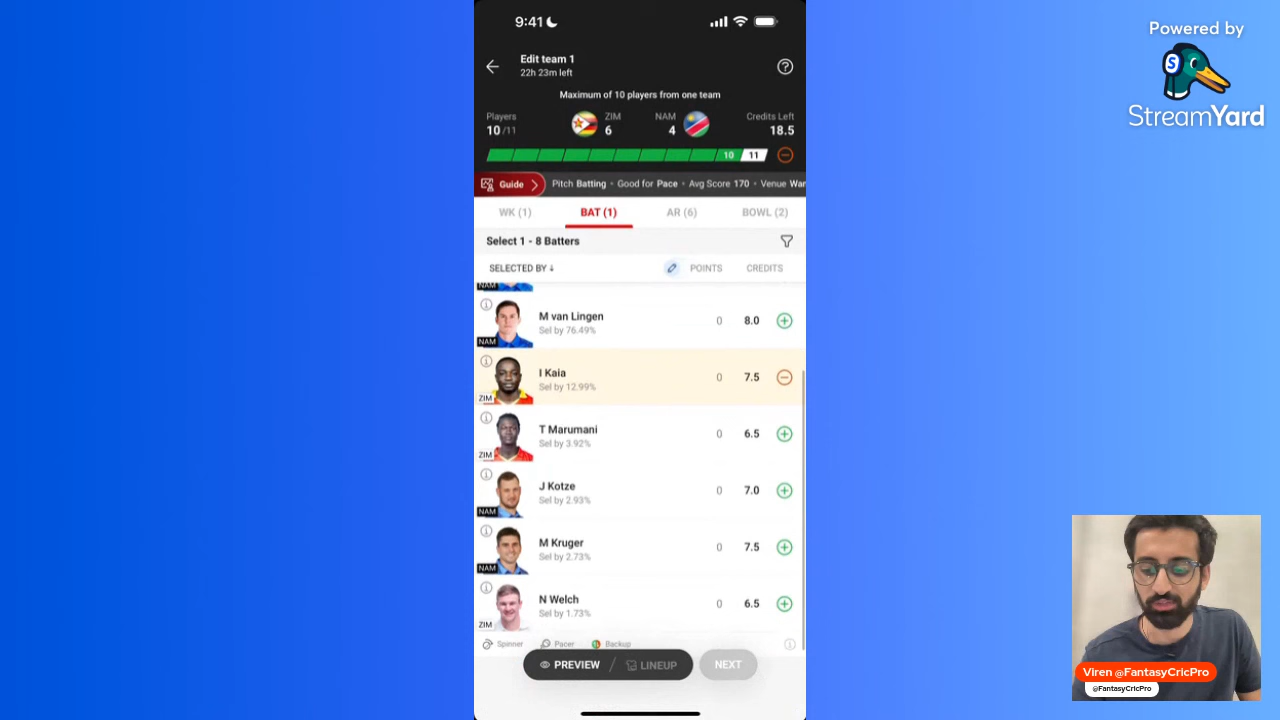 9:41
Edit team 1
22h 23m left
Maximum of 10 players from one team
Players
10 /11
ZIM
6
NAM
4
Credits Left
18.5
10 11
Guide
Pitch Batting • Good for Pace • Avg Score 170 • Venue Wan
WK (1) BAT (1) AR (6) BOWL (2)
Select 1 - 8 Batters
SELECTED BY ↓ POINTS CREDITS
NAM
M van Lingen
Sel by 76.49%
0 8.0
NAM
I Kaia
Sel by 12.99%
0 7.5
ZIM
T Marumani
Sel by 3.92%
0 6.5
ZIM
J Kotze
Sel by 2.93%
0 7.0
NAM
M Kruger
Sel by 2.73%
0 7.5
NAM
N Welch
Sel by 1.73%
0 6.5
ZIM
Spinner Pacer Backup
PREVIEW / LINEUP NEXT
Powered by
S
StreamYard
Viren @FantasyCricPro
@FantasyCricPro